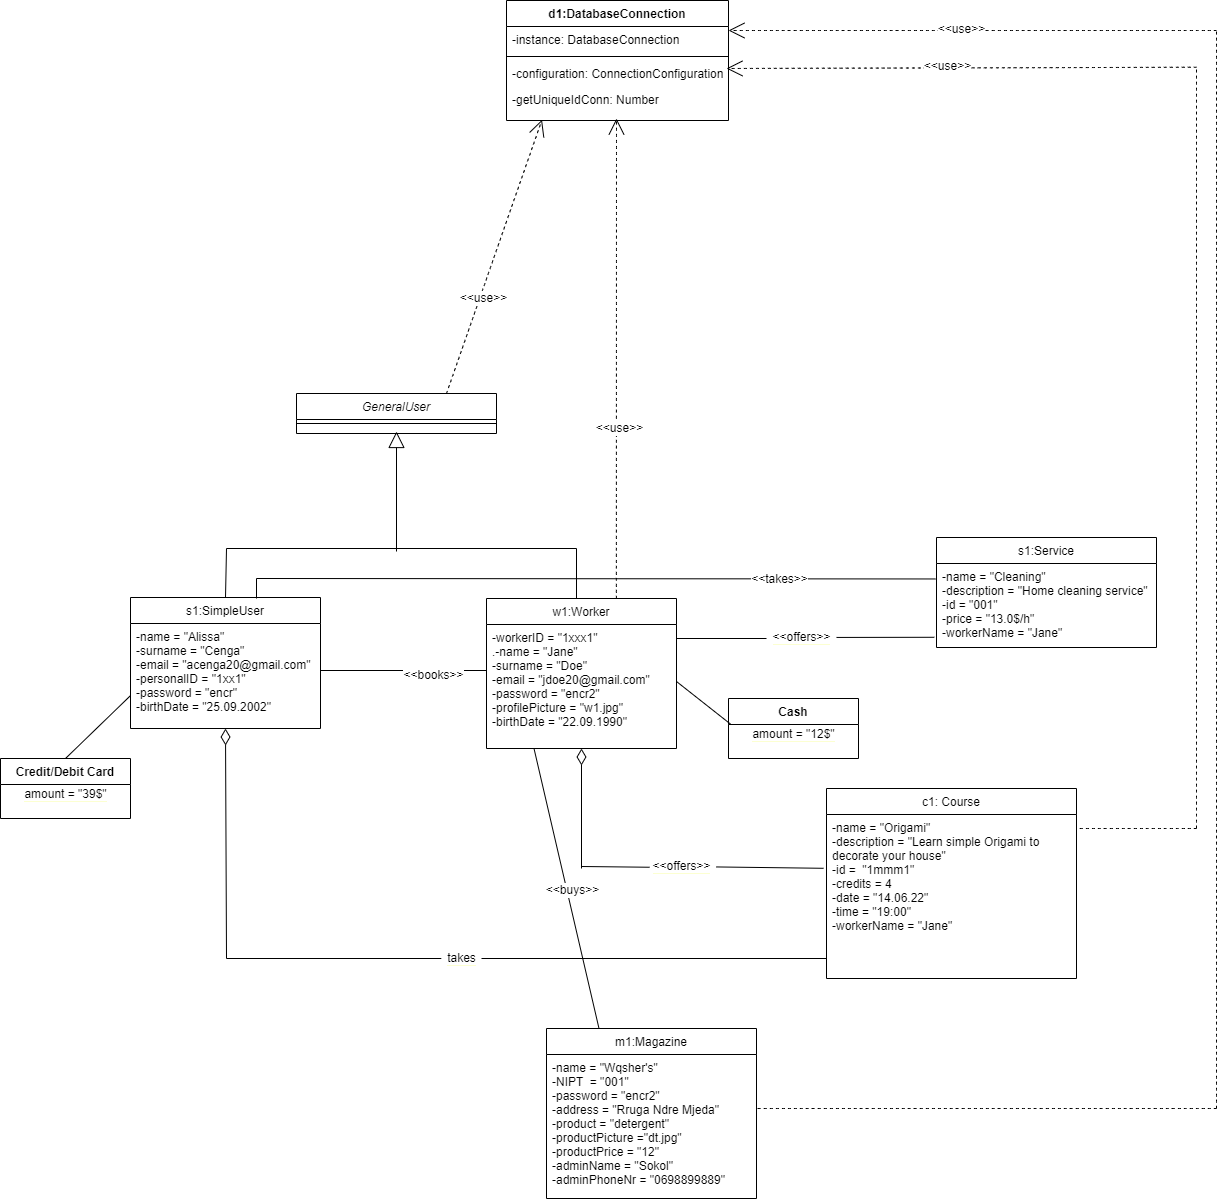 d1:DatabaseConnection
-instance: DatabaseConnection
-configuration: ConnectionConfiguration
-getUniqueIdConn: Number
<<use>>
<<use>>
<<use>>
GeneralUser
<<use>>
s1:Service
-name = "Cleaning"
-description = "Home cleaning service"
-id = "001"
-price = "13.0$/h"
-workerName = "Jane"
<<takes>>
s1:SimpleUser
-name = "Alissa"
-surname = "Cenga"
-email = "acenga20@gmail.com"
-personalID = "1xx1"
-password = "encr"
-birthDate = "25.09.2002"
w1:Worker
-workerID = "1xxx1"
.-name = "Jane"
-surname = "Doe"
-email = "jdoe20@gmail.com"
-password = "encr2"
-profilePicture = "w1.jpg"
-birthDate = "22.09.1990"
<<offers>>
<<books>>
Cash
amount = "12$"
Credit/Debit Card
amount = "39$"
c1: Course
-name = "Origami"
-description = "Learn simple Origami to
decorate your house"
-id =  "1mmm1"
-credits = 4
-date = "14.06.22"
-time = "19:00"
-workerName = "Jane"
<<offers>>
<<buys>>
takes
m1:Magazine
-name = "Wqsher's"
-NIPT  = "001"
-password = "encr2"
-address = "Rruga Ndre Mjeda"
-product = "detergent"
-productPicture ="dt.jpg"
-productPrice = "12"
-adminName = "Sokol"
-adminPhoneNr = "0698899889"